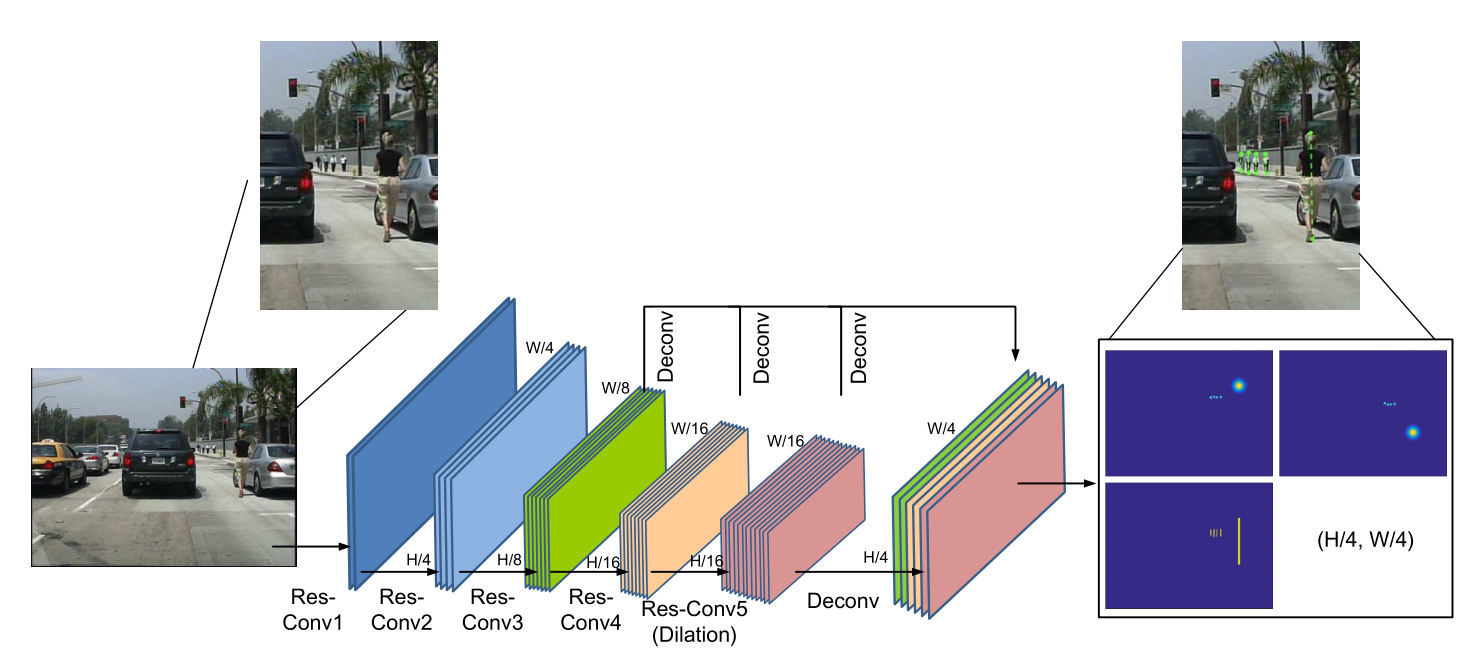 W/4
W/8
W/16
W/16
Deconv
Deconv
Deconv
W/4
H/4
H/8
H/16
H/16
H/4
Res-
Conv1
Res-
Conv2
Res-
Conv3
Res-
Conv4
Res-Conv5
(Dilation)
Deconv
(H/4, W/4)